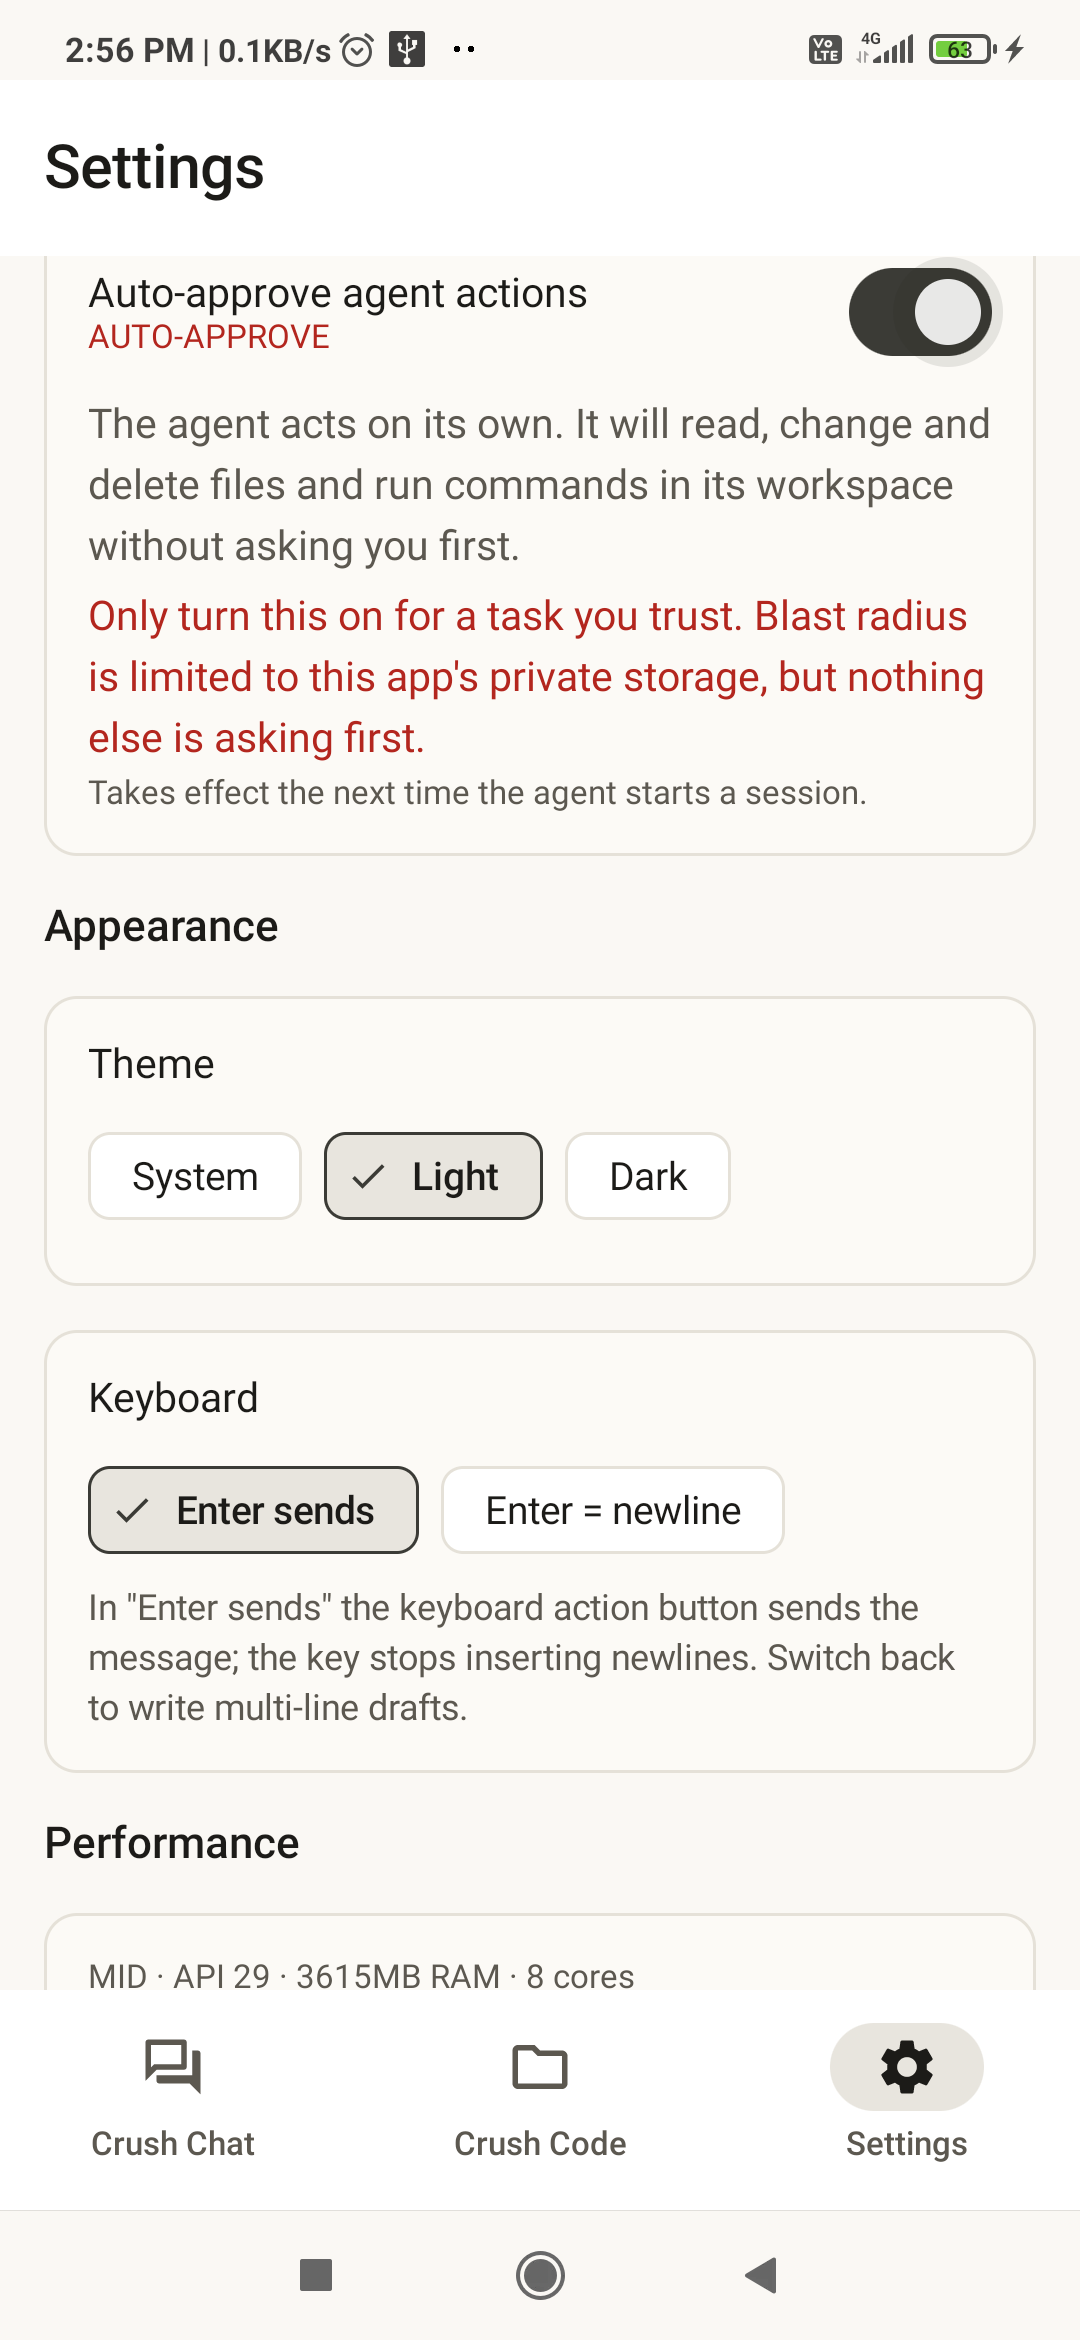 2:56 PM | 0.1KB/s
Vo LTE 4G 63
Settings
Auto-approve agent actions
AUTO-APPROVE
The agent acts on its own. It will read, change and
delete files and run commands in its workspace
without asking you first.
Only turn this on for a task you trust. Blast radius
is limited to this app's private storage, but nothing
else is asking first.
Takes effect the next time the agent starts a session.
Appearance
Theme
System
Light
Dark
Keyboard
Enter sends
Enter = newline
In "Enter sends" the keyboard action button sends the
message; the key stops inserting newlines. Switch back
to write multi-line drafts.
Performance
MID · API 29 · 3615MB RAM · 8 cores
Crush Chat
Crush Code
Settings